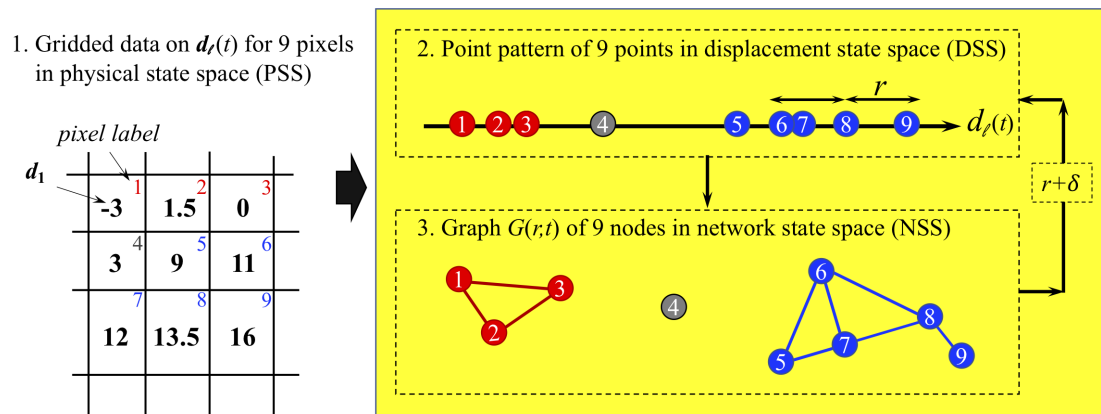 1. Gridded data on dℓ(t) for 9 pixels
in physical state space (PSS)
pixel label
d1
1 2 3
-3 1.5 0
4 5 6
3 9 11
7 8 9
12 13.5 16
2. Point pattern of 9 points in displacement state space (DSS)
r
1 2 3 4 5 6 7 8 9 dℓ(t)
r+δ
3. Graph G(r,t) of 9 nodes in network state space (NSS)
6
1 3
4
8
2
7
9
5